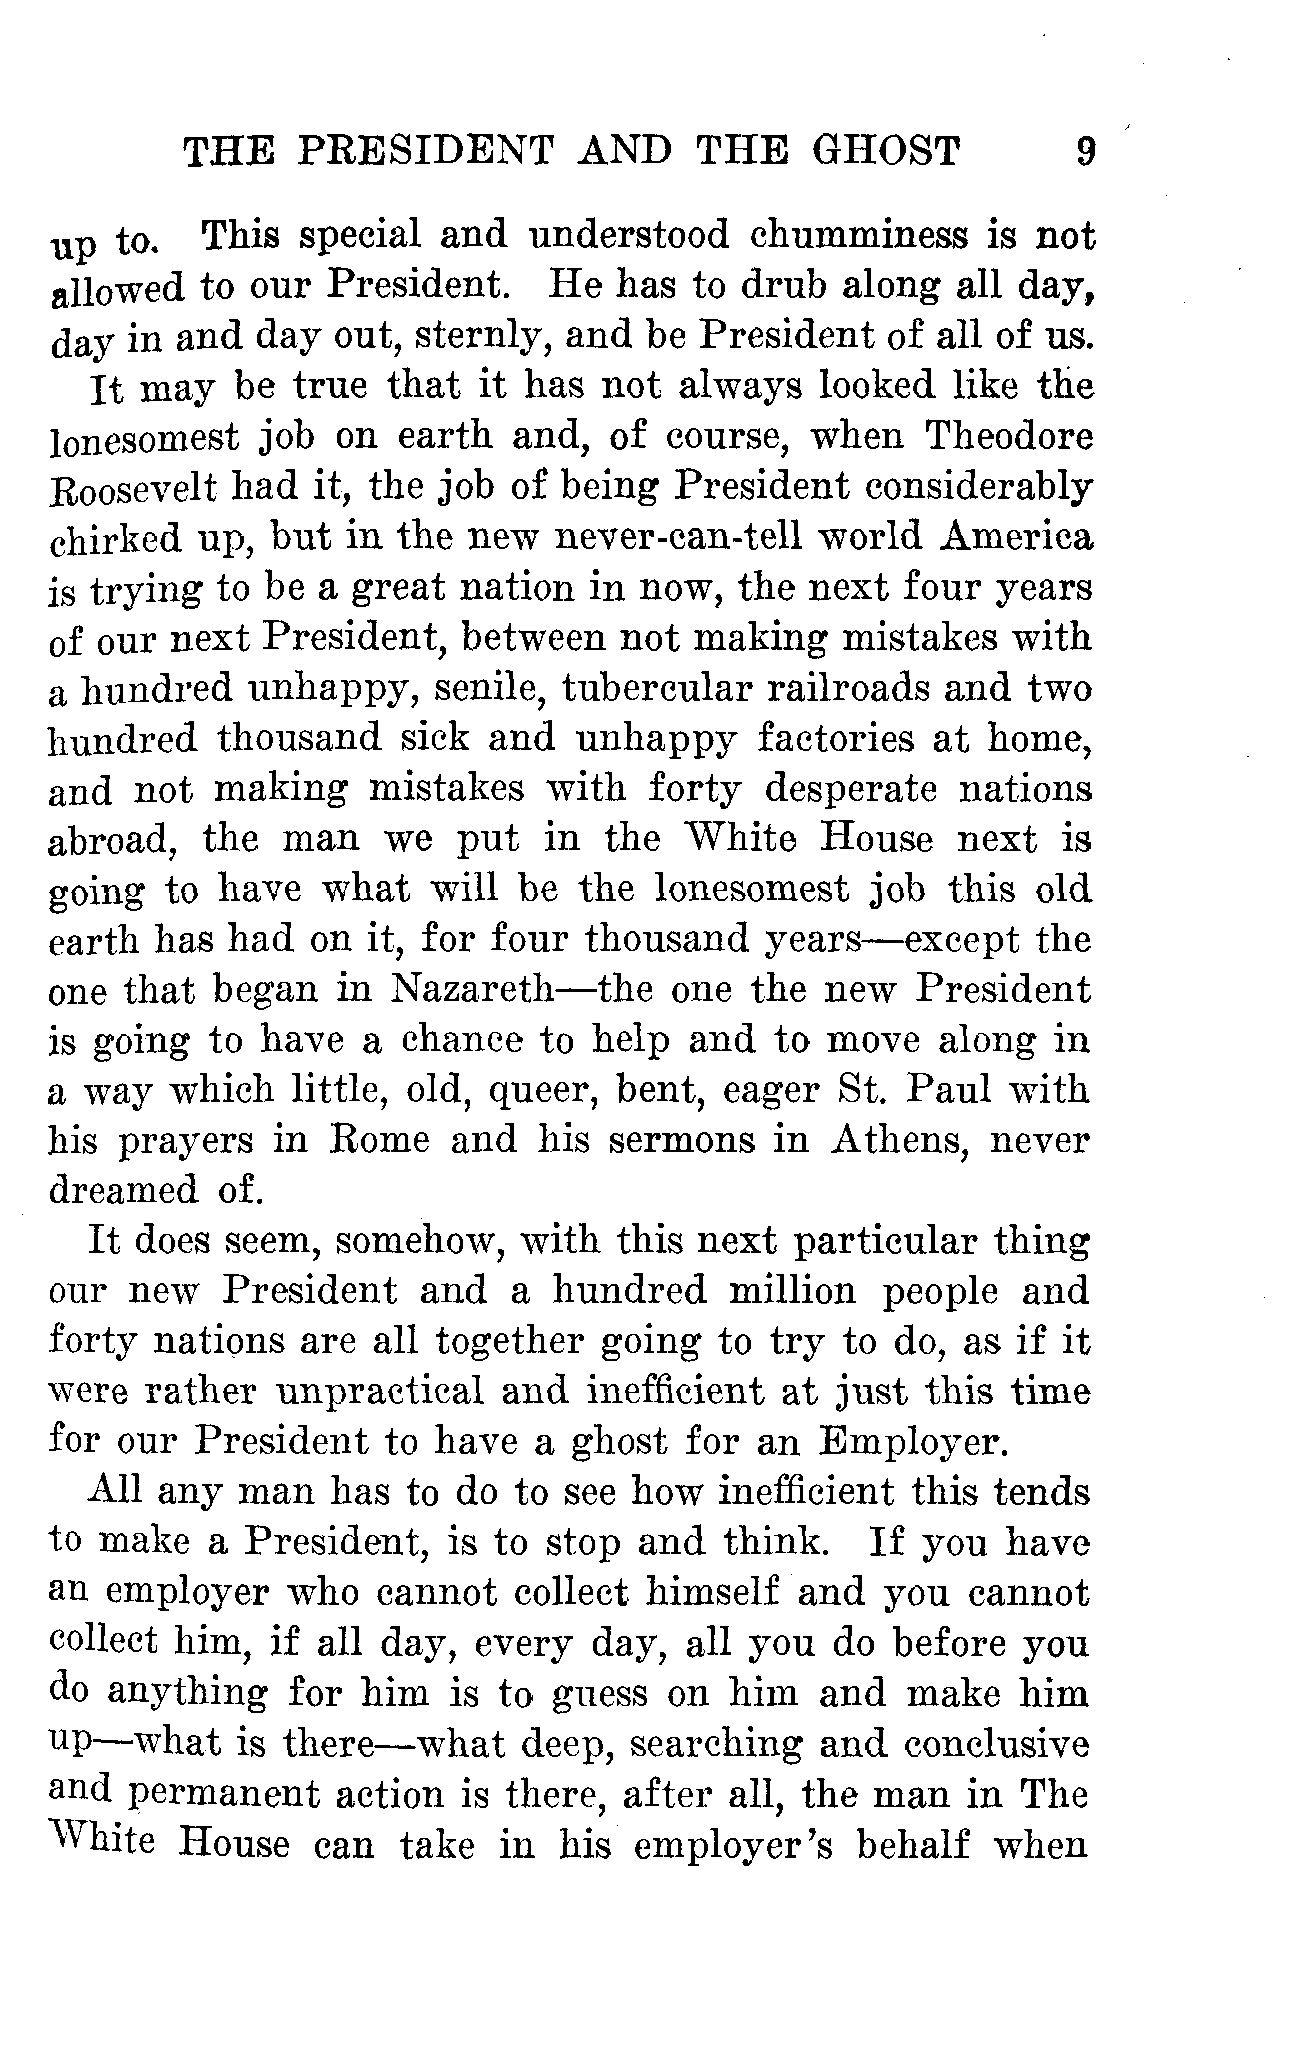 THE PRESIDENT AND THE GHOST 9
up to. This special and understood chumminess is not
allowed to our President. He has to drub along all day,
day in and day out, sternly, and be President of all of us.
It may be true that it has not always looked like the
lonesomest job on earth and, of course, when Theodore
Roosevelt had it, the job of being President considerably
chirked up, but in the new never-can-tell world America
is trying to be a great nation in now, the next four years
of our next President, between not making mistakes with
a hundred unhappy, senile, tubercular railroads and two
hundred thousand sick and unhappy factories at home,
and not making mistakes with forty desperate nations
abroad, the man we put in the White House next is
going to have what will be the lonesomest job this old
earth has had on it, for four thousand years—except the
one that began in Nazareth—the one the new President
is going to have a chance to help and to move along in
a way which little, old, queer, bent, eager St. Paul with
his prayers in Rome and his sermons in Athens, never
dreamed of.
It does seem, somehow, with this next particular thing
our new President and a hundred million people and
forty nations are all together going to try to do, as if it
were rather unpractical and inefficient at just this time
for our President to have a ghost for an Employer.
All any man has to do to see how inefficient this tends
to make a President, is to stop and think. If you have
an employer who cannot collect himself and you cannot
collect him, if all day, every day, all you do before you
do anything for him is to guess on him and make him
up—what is there—what deep, searching and conclusive
and permanent action is there, after all, the man in The
White House can take in his employer's behalf when